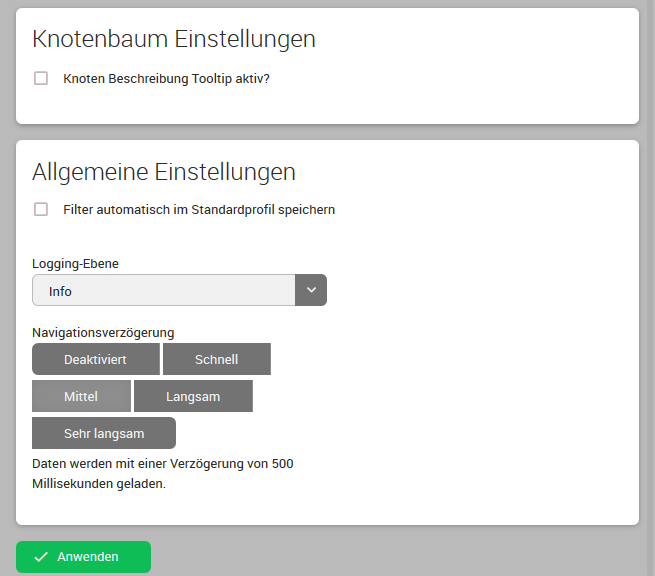 Knotenbaum Einstellungen
Knoten Beschreibung Tooltip aktiv?
Allgemeine Einstellungen
Filter automatisch im Standardprofil speichern
Logging-Ebene
Info
Navigationsverzögerung
Deaktiviert
Schnell
Mittel
Langsam
Sehr langsam
Daten werden mit einer Verzögerung von 500
Millisekunden geladen.
Anwenden